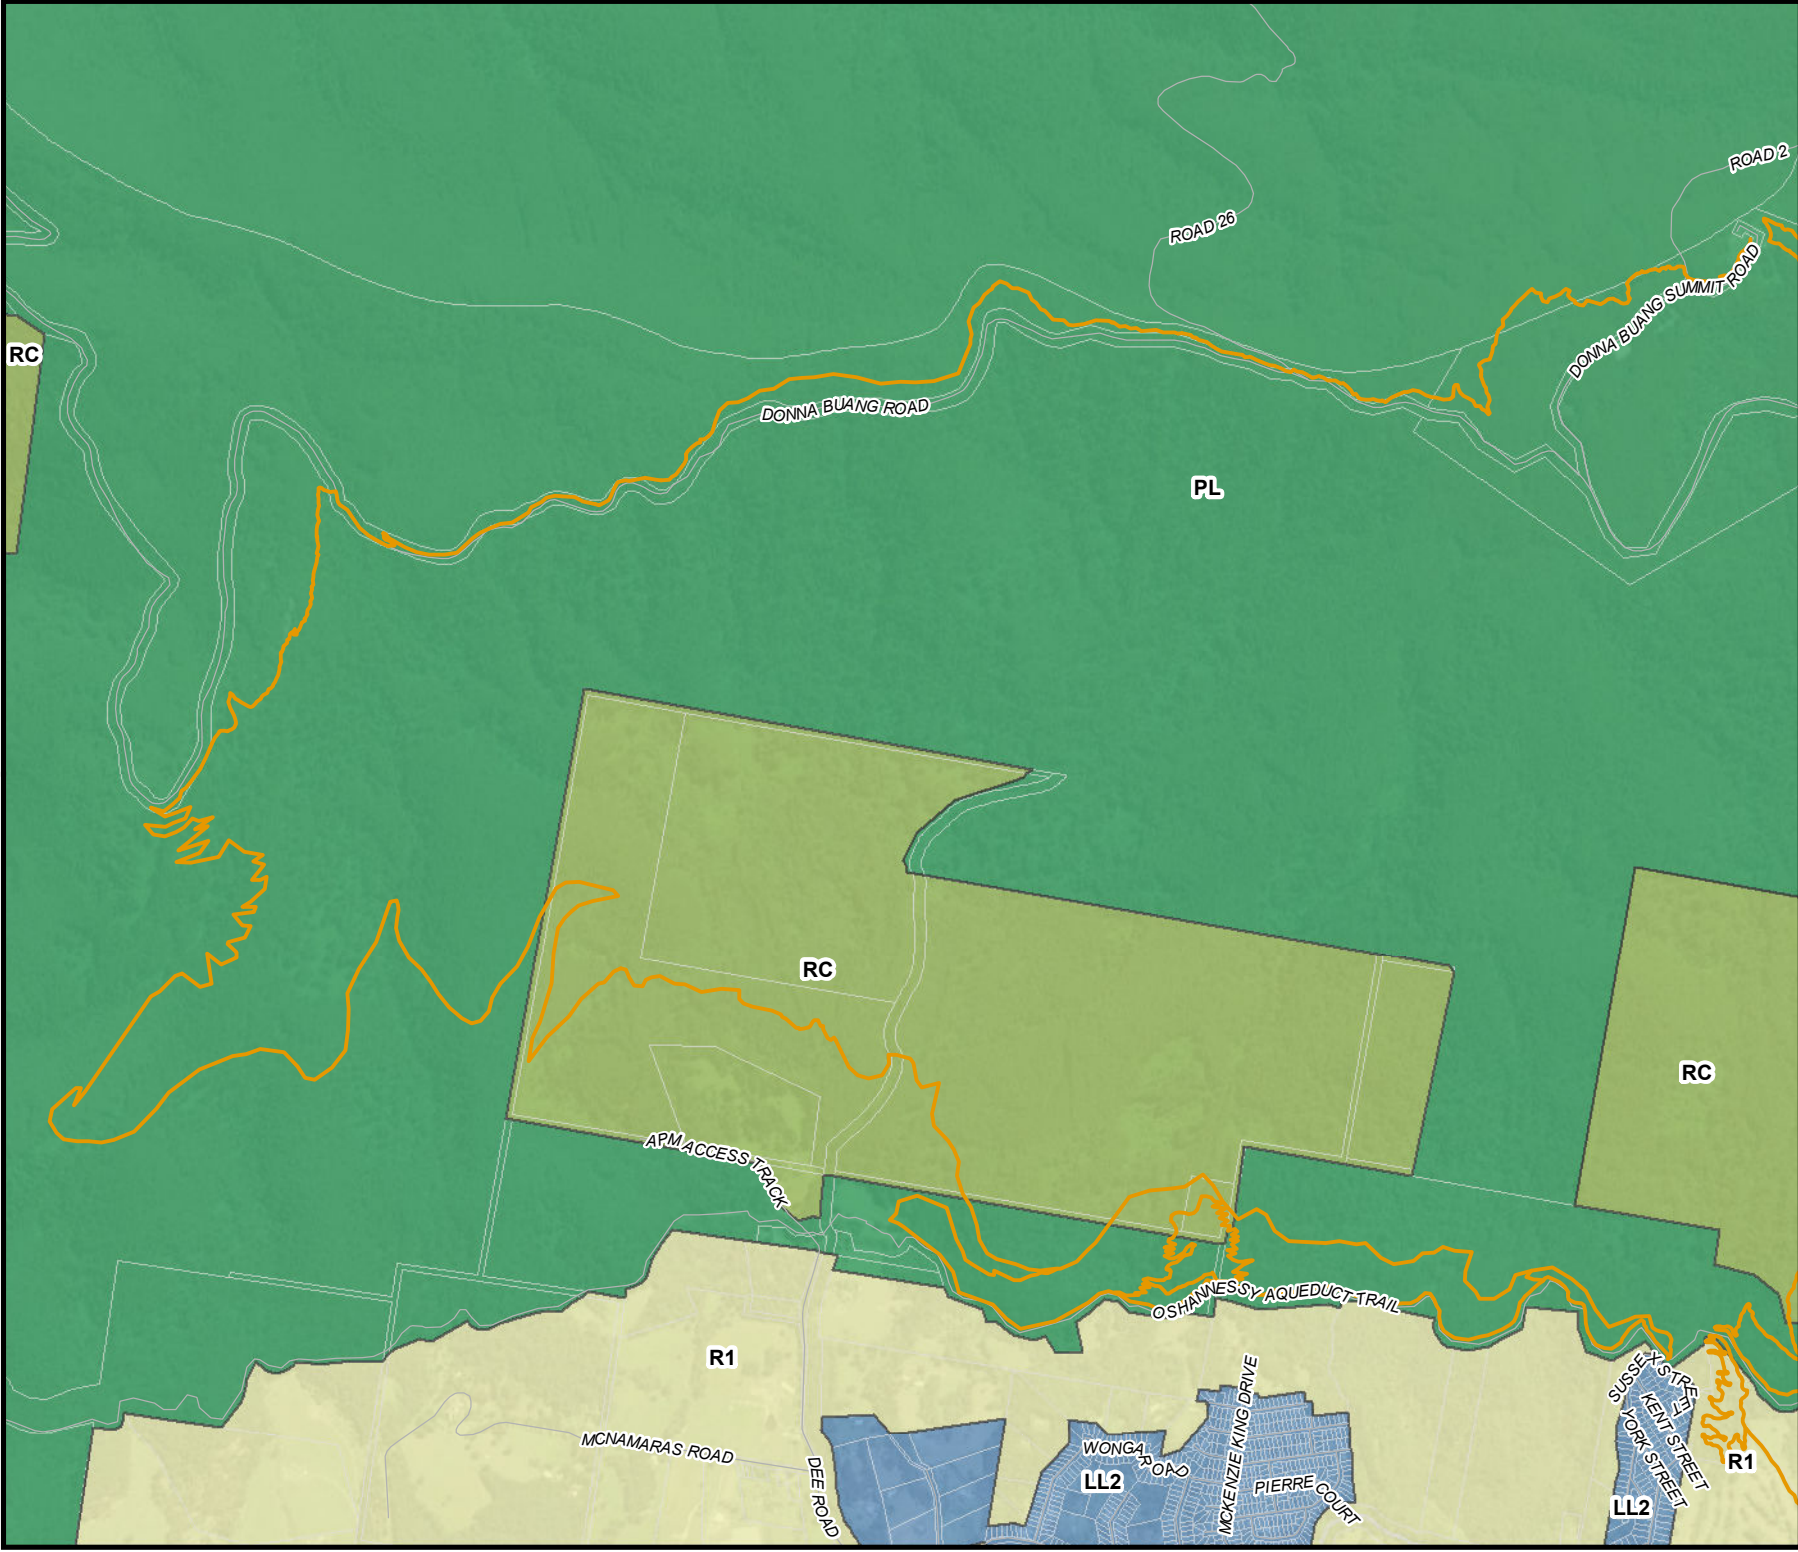 ROAD 2
ROAD 26
DONNA BUANG SUMMIT ROAD
RC
DONNA BUANG ROAD
PL
RC
RC
APM ACCESS TRACK
OSHANNESSY AQUEDUCT TRAIL
R1
SUSSEX STREET
KENT STREET
YORK STREET
MCKENZIE KING DRIVE
MCNAMARAS ROAD
WONGA ROAD
R1
LL2
PIERRE COURT
DEE ROAD
LL2